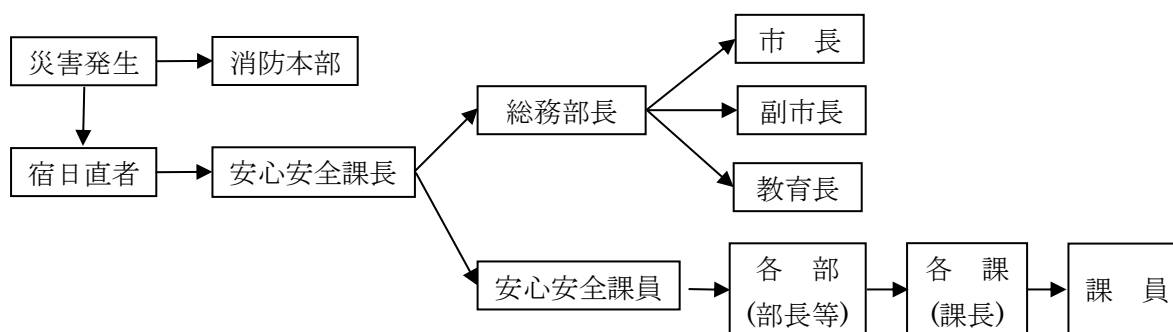 災害発生
消防本部
宿日直者
安心安全課長
総務部長
市　長
副市長
教育長
安心安全課員
各　部
(部長等)
各　課
(課長)
課　員